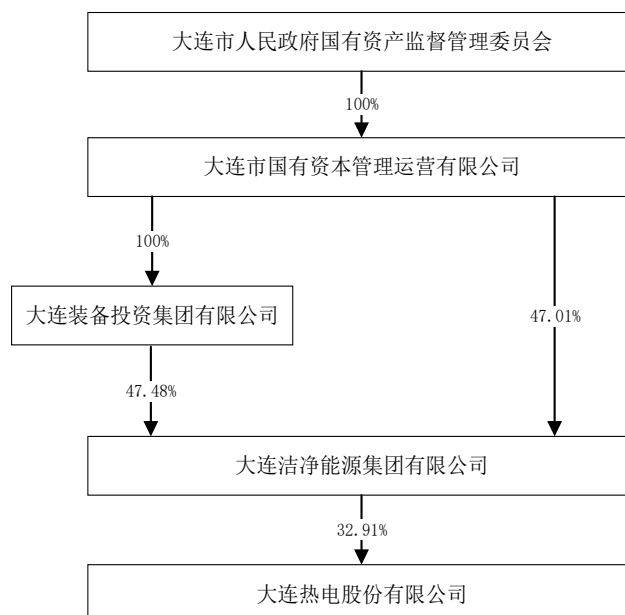 大连市人民政府国有资产监督管理委员会
100%
大连市国有资本管理运营有限公司
100%
大连装备投资集团有限公司
47.01%
47.48%
大连洁净能源集团有限公司
32.91%
大连热电股份有限公司